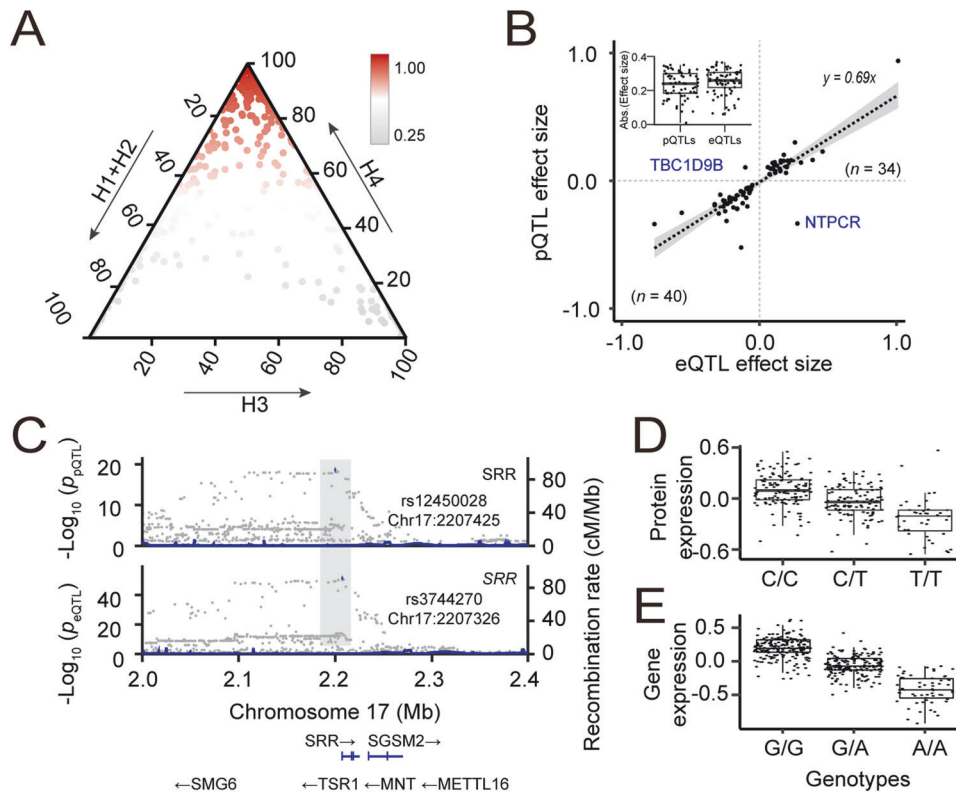 A
100
1.00
0.25
20
80
40
60
H1+H2
H4
60
40
80
20
100
20
40
60
80
100
H3
B
1.0
0.0
-1.0
pQTL effect size
Abs.(Effect size)
0.4
0.2
0.0
pQTLs
eQTLs
y = 0.69x
TBC1D9B
(n = 34)
NTPCR
(n = 40)
-1.0
0.0
1.0
eQTL effect size
C
-Log10 (ppQTL)
20
10
0
SRR
rs12450028
Chr17:2207425
80
40
0
-Log10 (peQTL)
40
20
0
SRR
rs3744270
Chr17:2207326
80
40
0
Recombination rate (cM/Mb)
2.0
2.1
2.2
2.3
2.4
Chromosome 17 (Mb)
SRR→
SGSM2→
←SMG6
←TSR1
←MNT
←METTL16
D
Protein expression
0.6
0.0
-0.6
C/C
C/T
T/T
E
Gene expression
0.5
0.0
-0.5
G/G
G/A
A/A
Genotypes